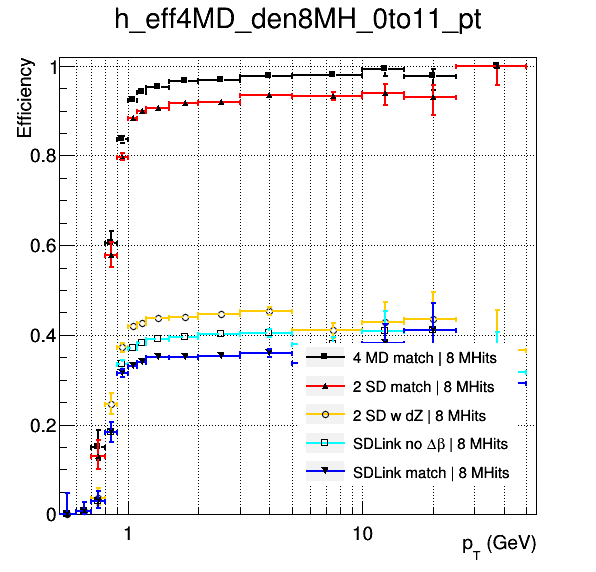 h_eff4MD_den8MH_0to11_pt
Efficiency
1
0.8
0.6
0.4
0.2
0
4 MD match | 8 MHits
2 SD match | 8 MHits
2 SD w dZ | 8 MHits
SDLink no Δβ | 8 MHits
SDLink match | 8 MHits
1 10
p_T (GeV)